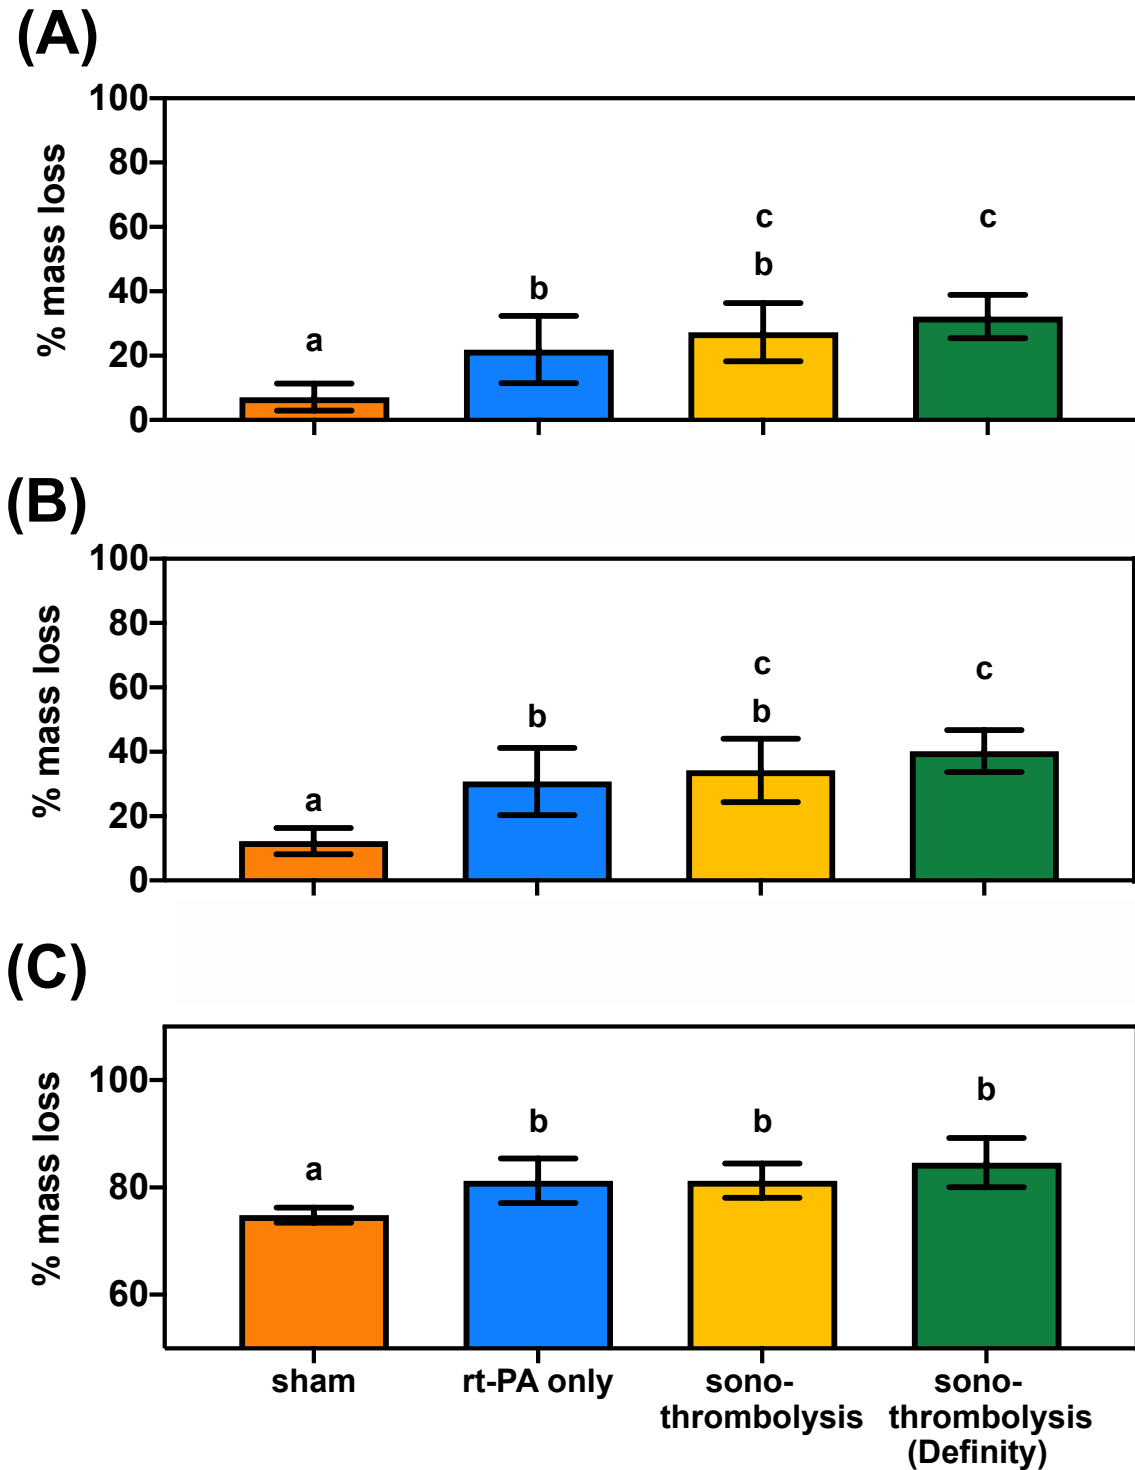 (A)
100
80
60
40
20
0
% mass loss
a
b
c
b
c
(B)
100
80
60
40
20
0
% mass loss
a
b
c
b
c
(C)
100
80
60
% mass loss
a
b
b
b
sham
rt-PA only
sono-
thrombolysis
sono-
thrombolysis
(Definity)